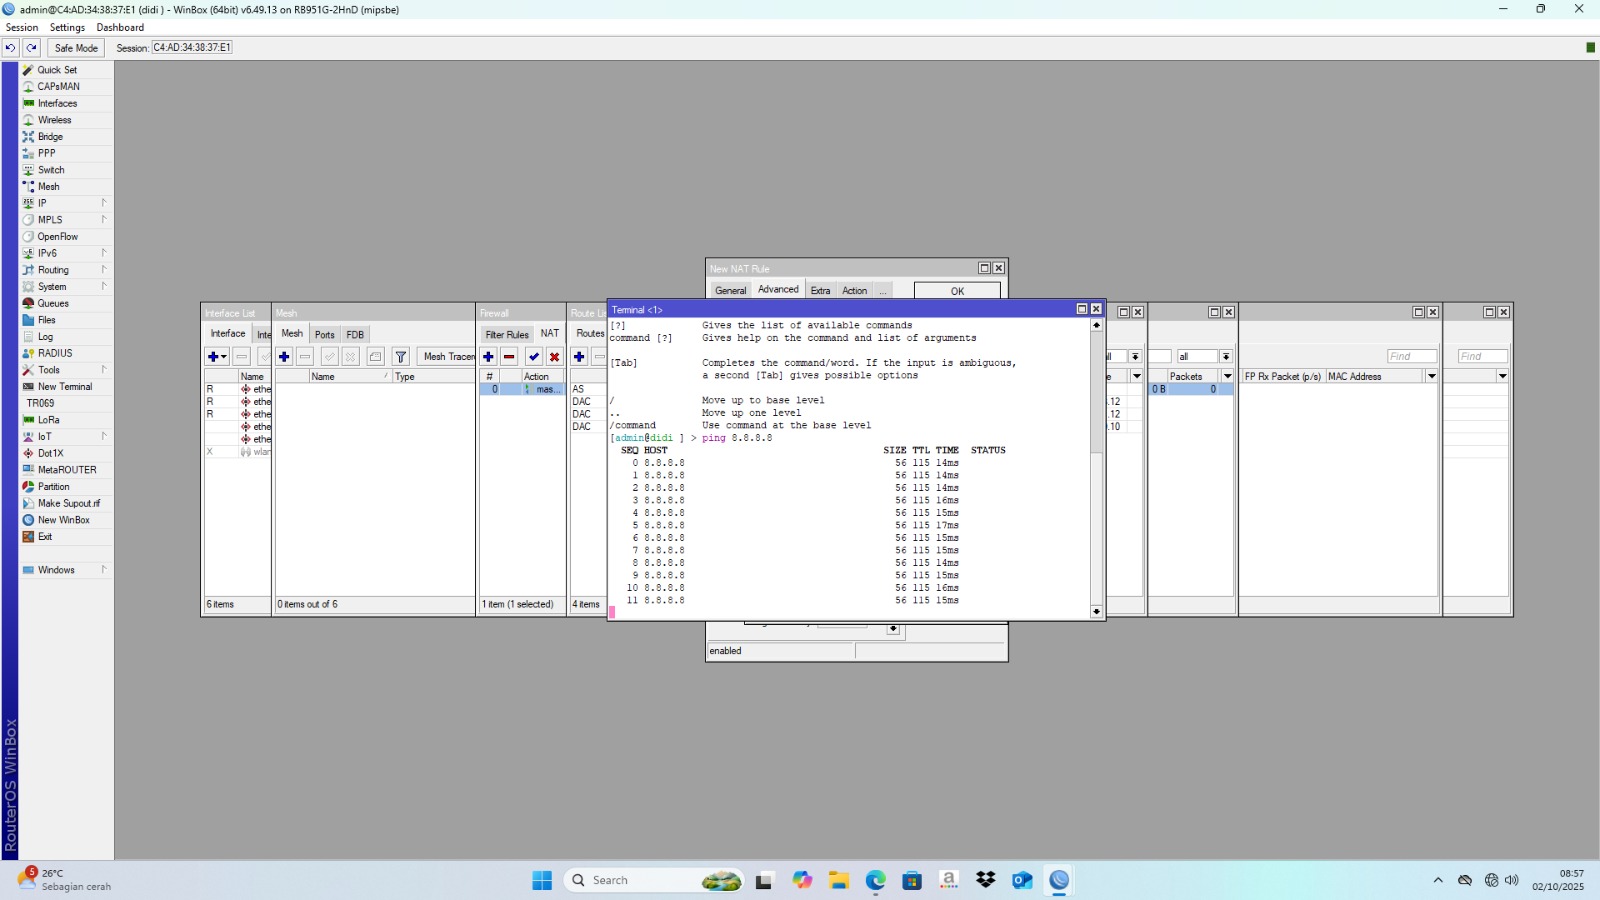 admin@C4:AD:34:38:37:E1 (didi ) - WinBox (64bit) v6.49.13 on RB951G-2HnD (mipsbe)
Session Settings Dashboard
Safe Mode Session: C4:AD:34:38:37:E1
Quick Set
CAPsMAN
Interfaces
Wireless
Bridge
PPP
Switch
Mesh
IP
MPLS
OpenFlow
IPv6
Routing
System
Queues
Files
Log
RADIUS
Tools
New Terminal
TR069
LoRa
IoT
Dot1X
MetaROUTER
Partition
Make Supout.rif
New WinBox
Exit
Windows
RouterOS WinBox
New NAT Rule
General Advanced Extra Action ... OK
enabled
Interface List
Interface Inte
Name
R ethe
R ethe
R ethe
ethe
ethe
X wlan
6 items
Mesh
Mesh Ports FDB
Mesh Tracer
Name / Type
0 items out of 6
Firewall
Filter Rules NAT
# Action
0 mas...
1 item (1 selected)
Route Li
Routes
AS
DAC
DAC
DAC
4 items
Terminal <1>
[?] Gives the list of available commands
command [?] Gives help on the command and list of arguments
[Tab] Completes the command/word. If the input is ambiguous,
a second [Tab] gives possible options
/ Move up to base level
.. Move up one level
/command Use command at the base level
[admin@didi ] > ping 8.8.8.8
SEQ HOST SIZE TTL TIME STATUS
0 8.8.8.8 56 115 14ms
1 8.8.8.8 56 115 14ms
2 8.8.8.8 56 115 14ms
3 8.8.8.8 56 115 16ms
4 8.8.8.8 56 115 15ms
5 8.8.8.8 56 115 17ms
6 8.8.8.8 56 115 15ms
7 8.8.8.8 56 115 15ms
8 8.8.8.8 56 115 14ms
9 8.8.8.8 56 115 15ms
10 8.8.8.8 56 115 16ms
11 8.8.8.8 56 115 15ms
.12
.12
.10
all
Packets
0 B 0
Find
FP Rx Packet (p/s) MAC Address
Find
5
26°C
Sebagian cerah
Search
08:57
02/10/2025